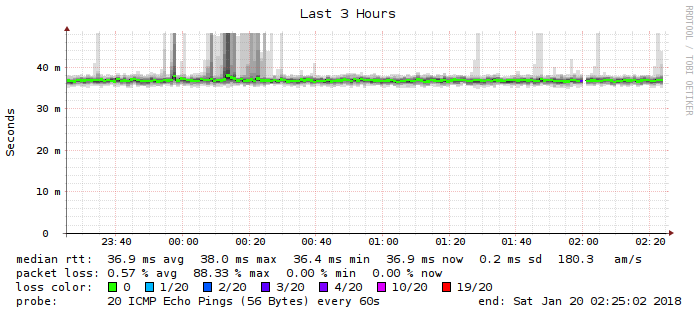 Last 3 Hours
RRDTOOL / TOBI OETIKER
Seconds
40 m
30 m
20 m
10 m
0
23:40 00:00 00:20 00:40 01:00 01:20 01:40 02:00 02:20
median rtt: 36.9 ms avg 38.0 ms max 36.4 ms min 36.9 ms now 0.2 ms sd 180.3 am/s
packet loss: 0.57 % avg 88.33 % max 0.00 % min 0.00 % now
loss color: 0 1/20 2/20 3/20 4/20 10/20 19/20
probe: 20 ICMP Echo Pings (56 Bytes) every 60s end: Sat Jan 20 02:25:02 2018